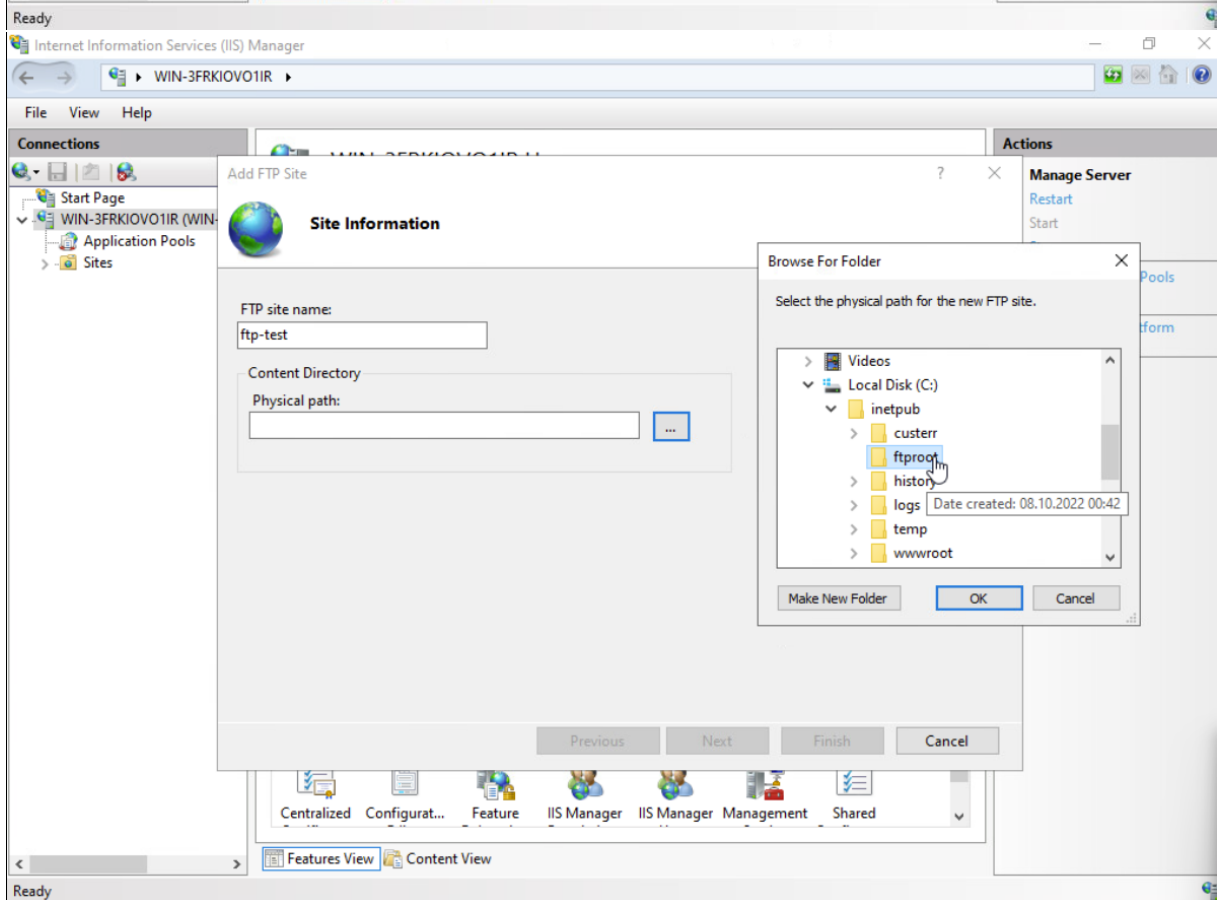 Ready
Internet Information Services (IIS) Manager
WIN-3FRKIOVO1IR
File View Help
Connections
Start Page
WIN-3FRKIOVO1IR (WIN-
Application Pools
Sites
Add FTP Site
?
Site Information
FTP site name:
ftp-test
Content Directory
Physical path:
...
Previous
Next
Finish
Cancel
Browse For Folder
Select the physical path for the new FTP site.
Videos
Local Disk (C:)
inetpub
custerr
ftproot
history
logs
Date created: 08.10.2022 00:42
temp
wwwroot
Make New Folder
OK
Cancel
Actions
Manage Server
Restart
Start
Pools
tform
Centralized
Configurat...
Feature
IIS Manager
IIS Manager
Management
Shared
Features View
Content View
Ready